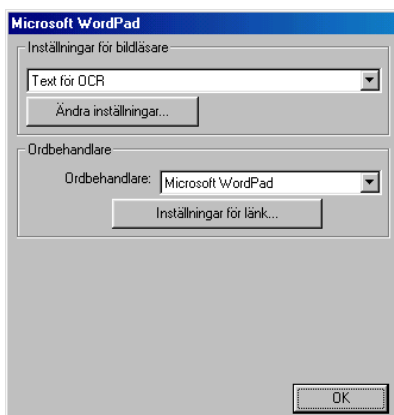 Microsoft WordPad
Inställningar för bildläsare
Text för OCR
Ändra inställningar...
Ordbehandlare
Ordbehandlare: Microsoft WordPad
Inställningar för länk...
OK